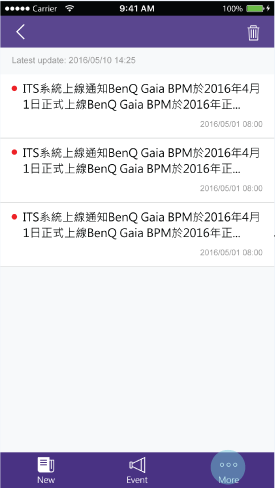 Carrier 9:41 AM 100%
Latest update: 2016/05/10 14:25
ITS系統上線通知BenQ Gaia BPM於2016年4月
1日正式上線BenQ Gaia BPM於2016年正...
2016/05/01 08:00
ITS系統上線通知BenQ Gaia BPM於2016年4月
1日正式上線BenQ Gaia BPM於2016年正...
2016/05/01 08:00
ITS系統上線通知BenQ Gaia BPM於2016年4月
1日正式上線BenQ Gaia BPM於2016年正...
2016/05/01 08:00
New Event More